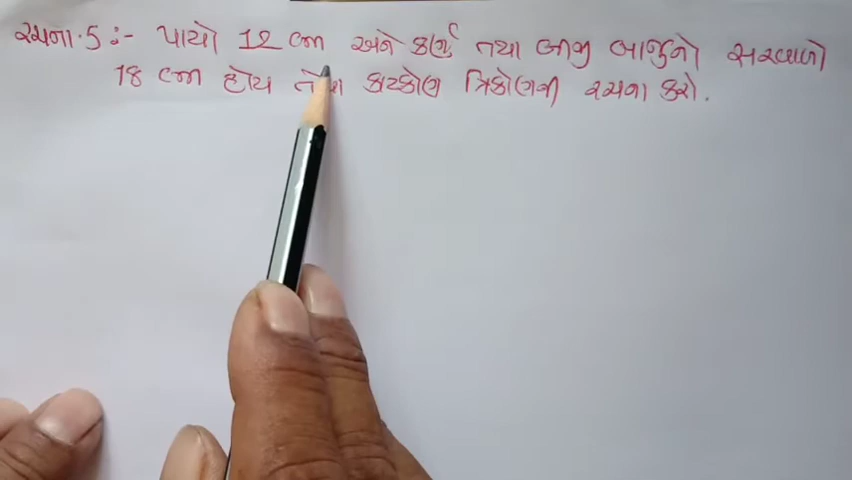 રચના.5:- પાયો 12 cm અને કર્ણ તથા બાજી બાજુનો સરવાળો
18 cm હોય તેવા કાટકોણ ત્રિકોણની રચના કરો.